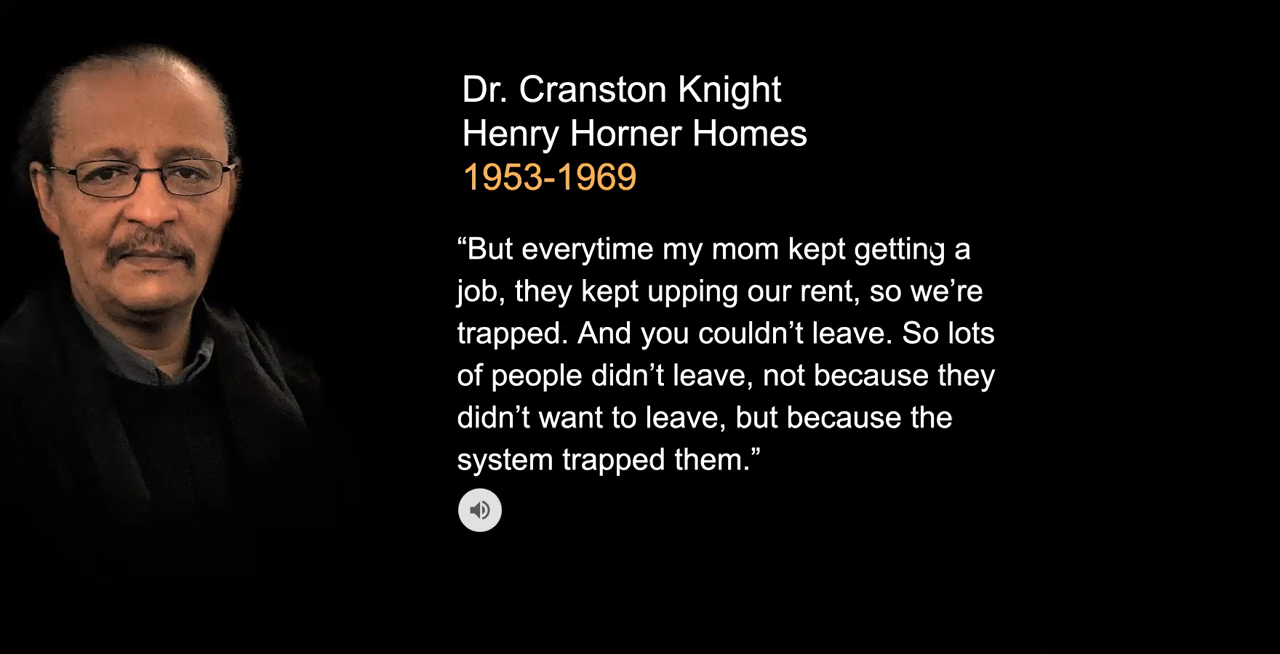 Dr. Cranston Knight
Henry Horner Homes
1953-1969
“But everytime my mom kept getting a
job, they kept upping our rent, so we’re
trapped. And you couldn’t leave. So lots
of people didn’t leave, not because they
didn’t want to leave, but because the
system trapped them.”